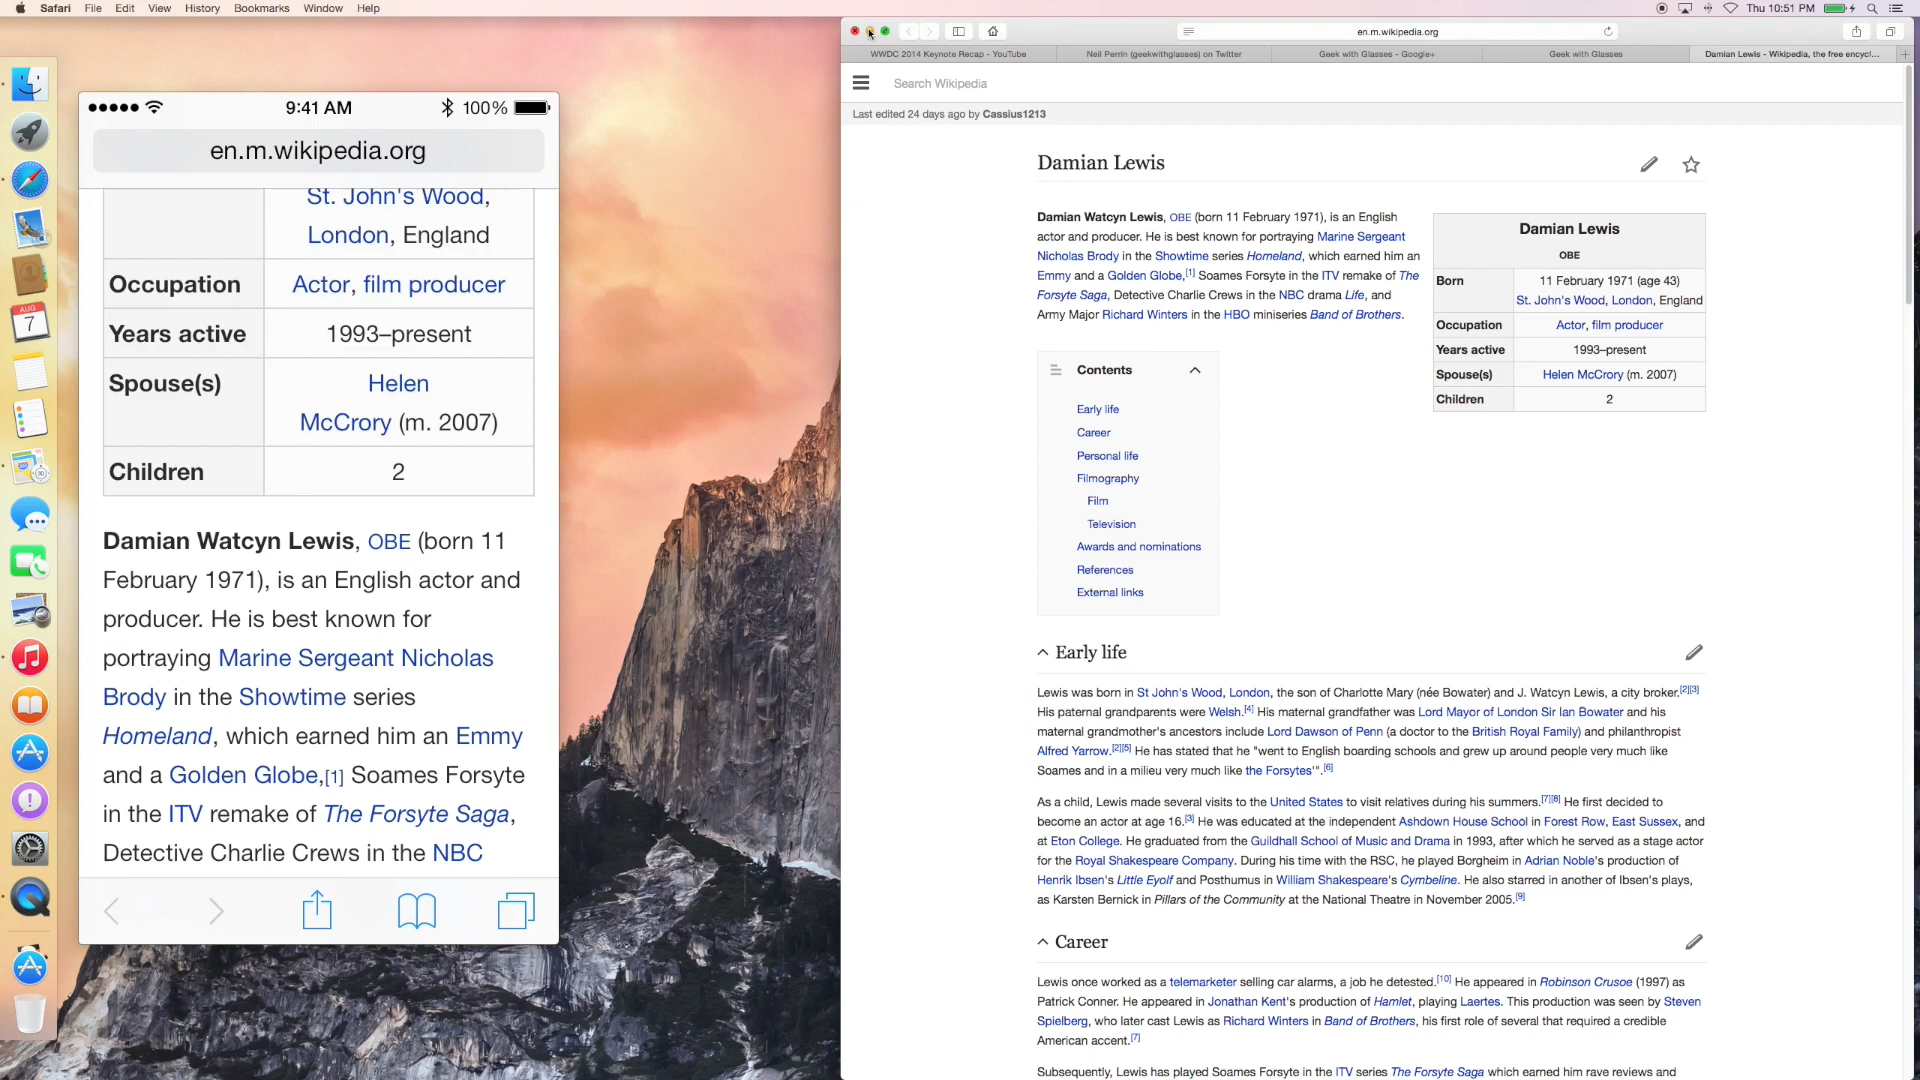 Safari File Edit View History Bookmarks Window Help
Thu 10:51 PM
9:41 AM 100%
en.m.wikipedia.org
St. John's Wood,
London, England
Occupation Actor, film producer
Years active 1993–present
Spouse(s) Helen
McCrory (m. 2007)
Children 2
Damian Watcyn Lewis, OBE (born 11
February 1971), is an English actor and
producer. He is best known for
portraying Marine Sergeant Nicholas
Brody in the Showtime series
Homeland, which earned him an Emmy
and a Golden Globe,[1] Soames Forsyte
in the ITV remake of The Forsyte Saga,
Detective Charlie Crews in the NBC
AUG
7
en.m.wikipedia.org
WWDC 2014 Keynote Recap - YouTube
Neil Perrin (geekwithglasses) on Twitter
Geek with Glasses - Google+
Geek with Glasses
Damian Lewis - Wikipedia, the free encycl...
Search Wikipedia
Last edited 24 days ago by Cassius1213
Damian Lewis
Damian Watcyn Lewis, OBE (born 11 February 1971), is an English
actor and producer. He is best known for portraying Marine Sergeant
Nicholas Brody in the Showtime series Homeland, which earned him an
Emmy and a Golden Globe,[1] Soames Forsyte in the ITV remake of The
Forsyte Saga, Detective Charlie Crews in the NBC drama Life, and
Army Major Richard Winters in the HBO miniseries Band of Brothers.
Damian Lewis
OBE
Born 11 February 1971 (age 43)
St. John's Wood, London, England
Occupation Actor, film producer
Years active 1993–present
Spouse(s) Helen McCrory (m. 2007)
Children 2
Contents
Early life
Career
Personal life
Filmography
Film
Television
Awards and nominations
References
External links
Early life
Lewis was born in St John's Wood, London, the son of Charlotte Mary (née Bowater) and J. Watcyn Lewis, a city broker.[2][3]
His paternal grandparents were Welsh.[4] His maternal grandfather was Lord Mayor of London Sir Ian Bowater and his
maternal grandmother's ancestors include Lord Dawson of Penn (a doctor to the British Royal Family) and philanthropist
Alfred Yarrow.[2][5] He has stated that he "went to English boarding schools and grew up around people very much like
Soames and in a milieu very much like the Forsytes'".[6]
As a child, Lewis made several visits to the United States to visit relatives during his summers.[7][8] He first decided to
become an actor at age 16.[3] He was educated at the independent Ashdown House School in Forest Row, East Sussex, and
at Eton College. He graduated from the Guildhall School of Music and Drama in 1993, after which he served as a stage actor
for the Royal Shakespeare Company. During his time with the RSC, he played Borgheim in Adrian Noble's production of
Henrik Ibsen's Little Eyolf and Posthumus in William Shakespeare's Cymbeline. He also starred in another of Ibsen's plays,
as Karsten Bernick in Pillars of the Community at the National Theatre in November 2005.[9]
Career
Lewis once worked as a telemarketer selling car alarms, a job he detested.[10] He appeared in Robinson Crusoe (1997) as
Patrick Conner. He appeared in Jonathan Kent's production of Hamlet, playing Laertes. This production was seen by Steven
Spielberg, who later cast Lewis as Richard Winters in Band of Brothers, his first role of several that required a credible
American accent.[7]
Subsequently, Lewis has played Soames Forsyte in the ITV series The Forsyte Saga which earned him rave reviews and